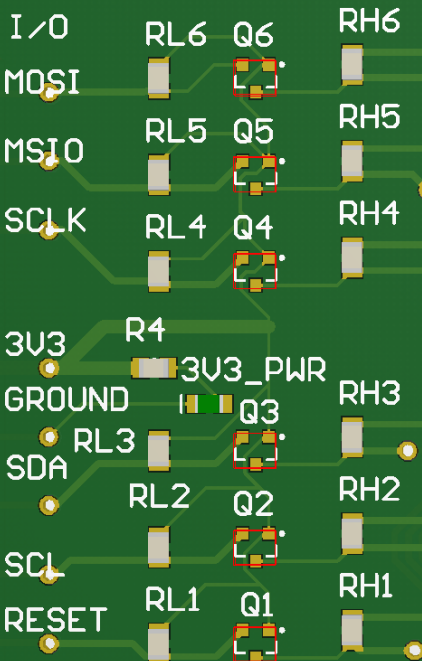 I/O
RL6 Q6 RH6
MOSI
RL5 Q5 RH5
MSIO
RL4 Q4 RH4
SCLK
R4
3V3
3V3_PWR
GROUND
Q3 RH3
RL3
SDA
RL2 Q2 RH2
SCL
RL1 Q1 RH1
RESET